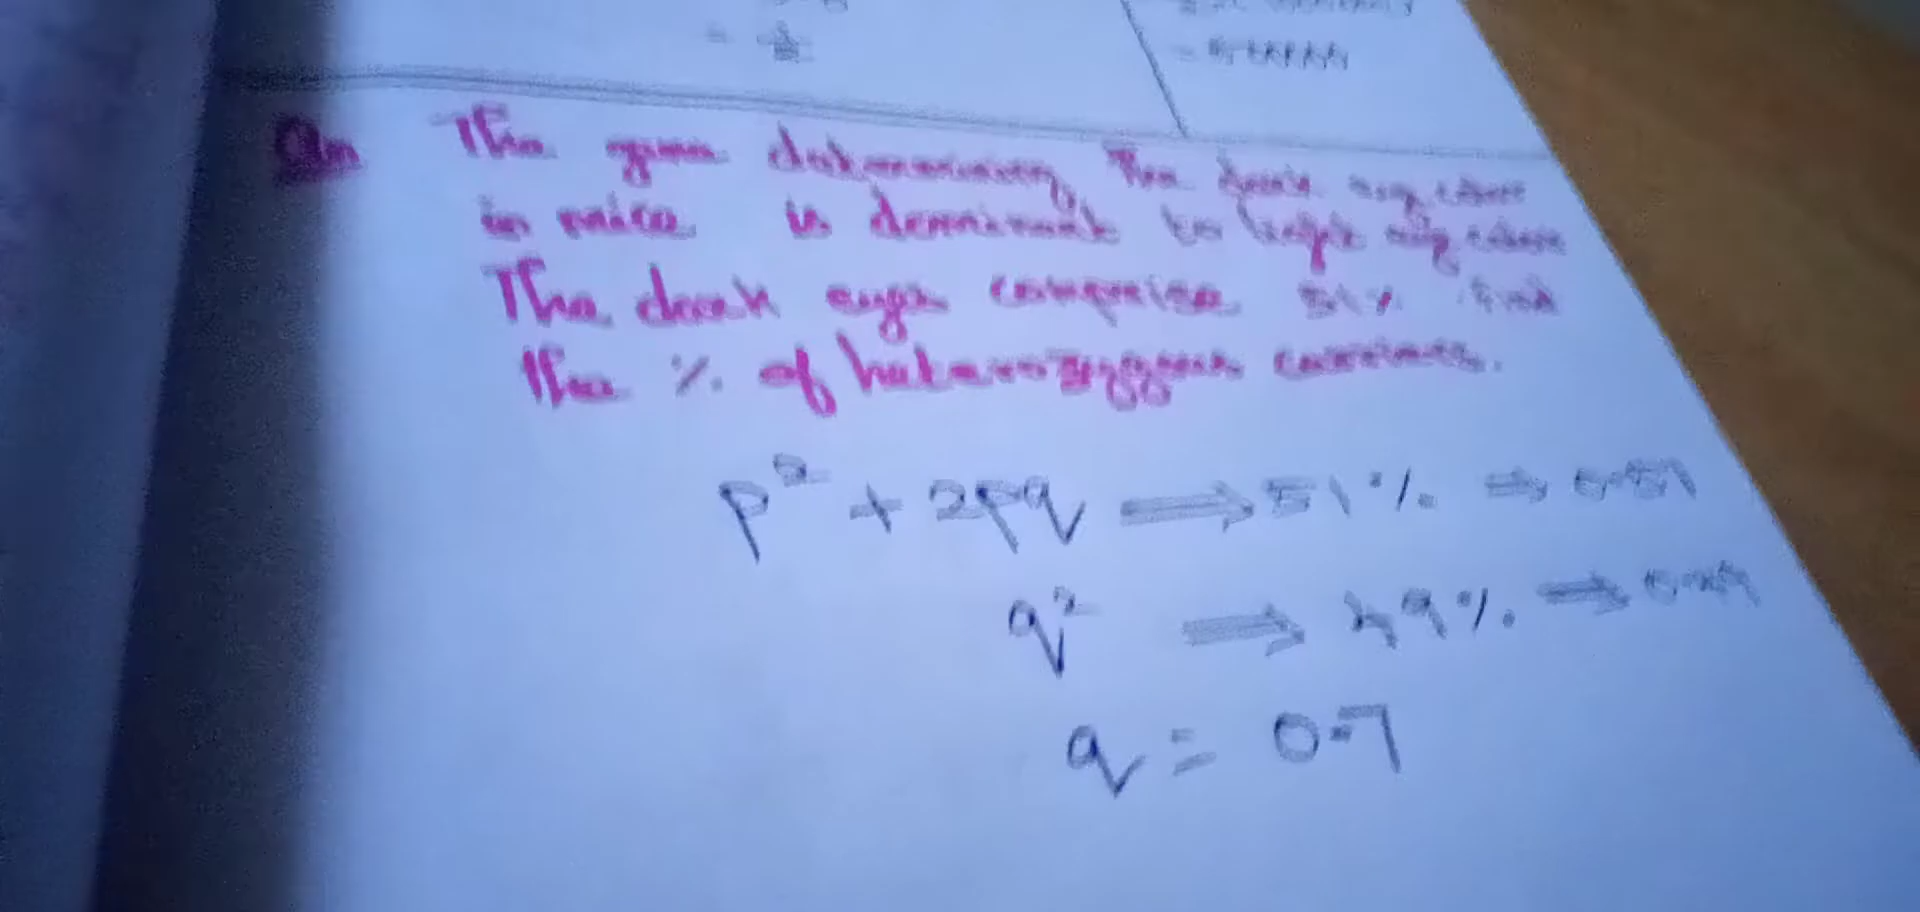 Qn The gene determining the dark eye colour
in mice is dominant to light eye colour
The dark eyes comprise 51% find
the % of heterozygous carriers.
p² + 2pq ⟹ 51% ⟹ 0.51
q² ⟹ 49% ⟹ 0.49
q = 0.7